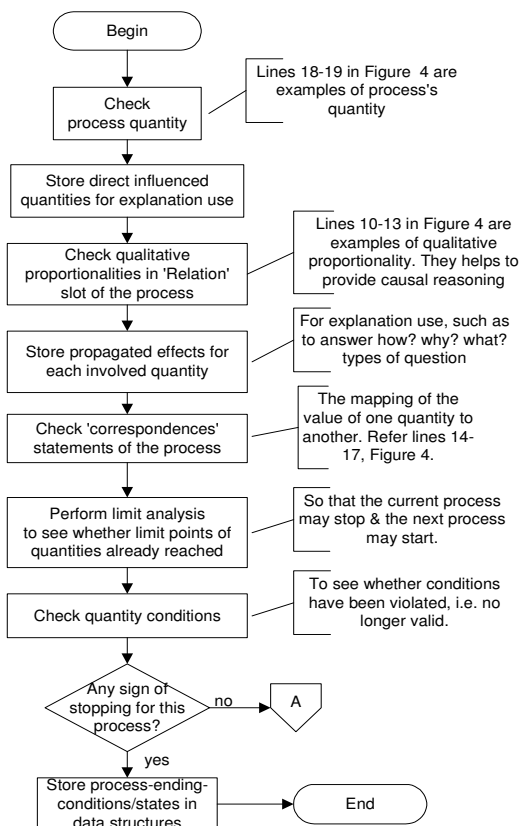 Begin
Lines 18-19 in Figure 4 are
examples of process's
quantity
Check
process quantity
Store direct influenced
quantities for explanation use
Lines 10-13 in Figure 4 are
examples of qualitative
proportionality. They helps to
provide causal reasoning
Check qualitative
proportionalities in 'Relation'
slot of the process
For explanation use, such as
to answer how? why? what?
types of question
Store propagated effects for
each involved quantity
The mapping of the
value of one quantity to
another. Refer lines 14-
17, Figure 4.
Check 'correspondences'
statements of the process
Perform limit analysis
to see whether limit points of
quantities already reached
So that the current process
may stop & the next process
may start.
To see whether conditions
have been violated, i.e. no
longer valid.
Check quantity conditions
Any sign of
stopping for this
process?
no
A
yes
Store process-ending-
conditions/states in
data structures
End